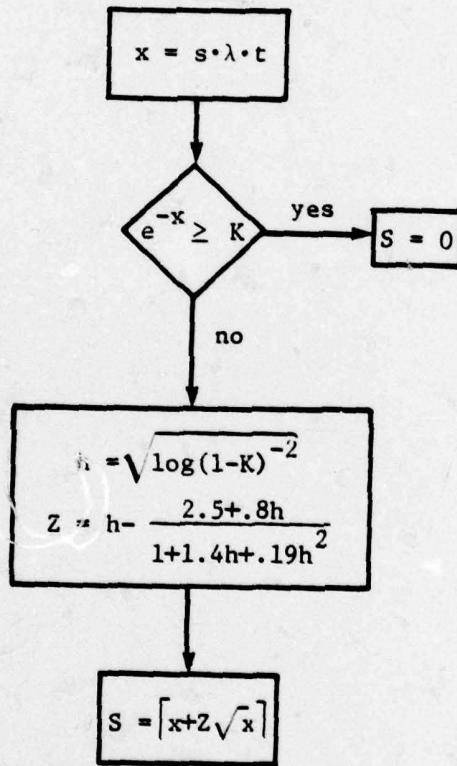 x = s·λ·t
e^-x ≥ K
yes
S = 0
no
h = √log(1-K)^-2
Z = h- 2.5+.8h / 1+1.4h+.19h^2
S = ⌈x+Z√x⌉